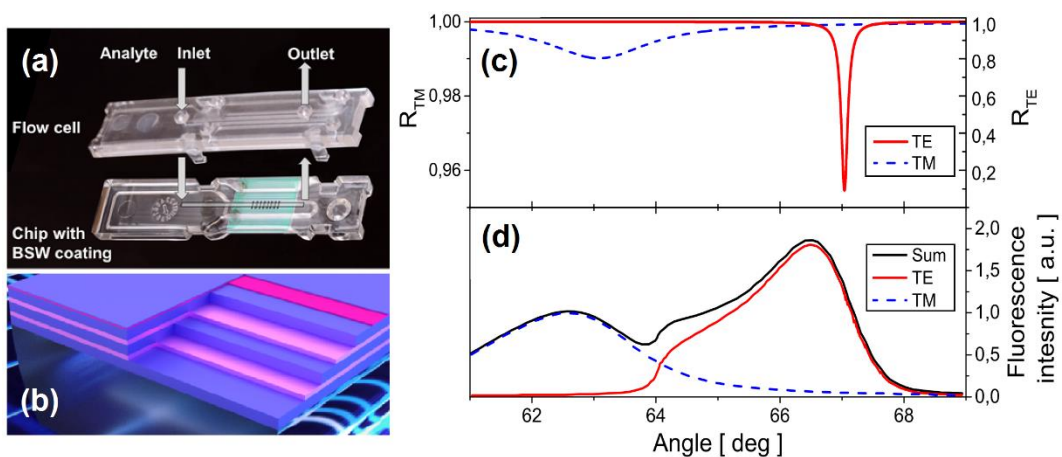 (a)
Analyte Inlet Outlet
Flow cell
Chip with
BSW coating
(b)
(c)
1,00
0,98
0,96
R_TM
1,0
0,8
0,6
0,4
0,2
R_TE
TE
TM
(d)
Sum
TE
TM
2,0
1,5
1,0
0,5
0,0
Fluorescence
intesnity [ a.u. ]
62 64 66 68
Angle [ deg ]